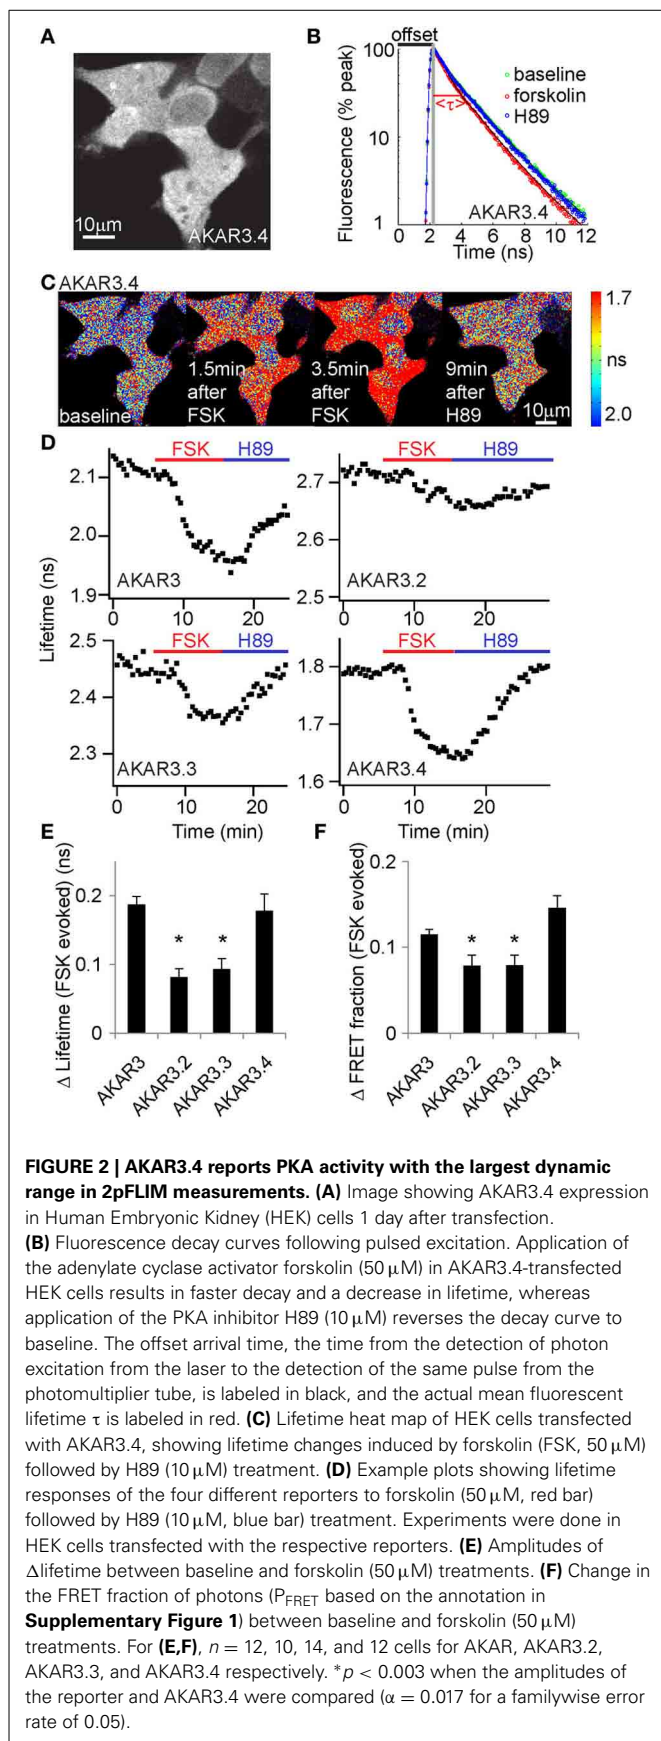 A
10µm
AKAR3.4
B
offset
Fluorescence (% peak)
100
10
1
<τ>
baseline
forskolin
H89
AKAR3.4
0 2 4 6 8 10 12
Time (ns)
C
AKAR3.4
baseline
1.5min
after
FSK
3.5min
after
FSK
9min
after
H89
10µm
1.7
ns
2.0
D
Lifetime (ns)
FSK H89
2.1
2.0
1.9
AKAR3
0 10 20
FSK H89
2.7
2.6
2.5
AKAR3.2
0 10 20
FSK H89
2.5
2.4
2.3
AKAR3.3
0 10 20
Time (min)
FSK H89
1.8
1.7
1.6
AKAR3.4
0 10 20
Time (min)
E
Δ Lifetime (FSK evoked) (ns)
0.2
0.1
0
* *
AKAR3
AKAR3.2
AKAR3.3
AKAR3.4
F
Δ FRET fraction (FSK evoked)
0.2
0.1
0
* *
AKAR3
AKAR3.2
AKAR3.3
AKAR3.4
FIGURE 2 | AKAR3.4 reports PKA activity with the largest dynamic
range in 2pFLIM measurements. (A) Image showing AKAR3.4 expression
in Human Embryonic Kidney (HEK) cells 1 day after transfection.
(B) Fluorescence decay curves following pulsed excitation. Application of
the adenylate cyclase activator forskolin (50 µM) in AKAR3.4-transfected
HEK cells results in faster decay and a decrease in lifetime, whereas
application of the PKA inhibitor H89 (10 µM) reverses the decay curve to
baseline. The offset arrival time, the time from the detection of photon
excitation from the laser to the detection of the same pulse from the
photomultiplier tube, is labeled in black, and the actual mean fluorescent
lifetime τ is labeled in red. (C) Lifetime heat map of HEK cells transfected
with AKAR3.4, showing lifetime changes induced by forskolin (FSK, 50 µM)
followed by H89 (10 µM) treatment. (D) Example plots showing lifetime
responses of the four different reporters to forskolin (50 µM, red bar)
followed by H89 (10 µM, blue bar) treatment. Experiments were done in
HEK cells transfected with the respective reporters. (E) Amplitudes of
Δlifetime between baseline and forskolin (50 µM) treatments. (F) Change in
the FRET fraction of photons (PFRET based on the annotation in
Supplementary Figure 1) between baseline and forskolin (50 µM)
treatments. For (E,F), n = 12, 10, 14, and 12 cells for AKAR, AKAR3.2,
AKAR3.3, and AKAR3.4 respectively. *p < 0.003 when the amplitudes of
the reporter and AKAR3.4 were compared (α = 0.017 for a familywise error
rate of 0.05).